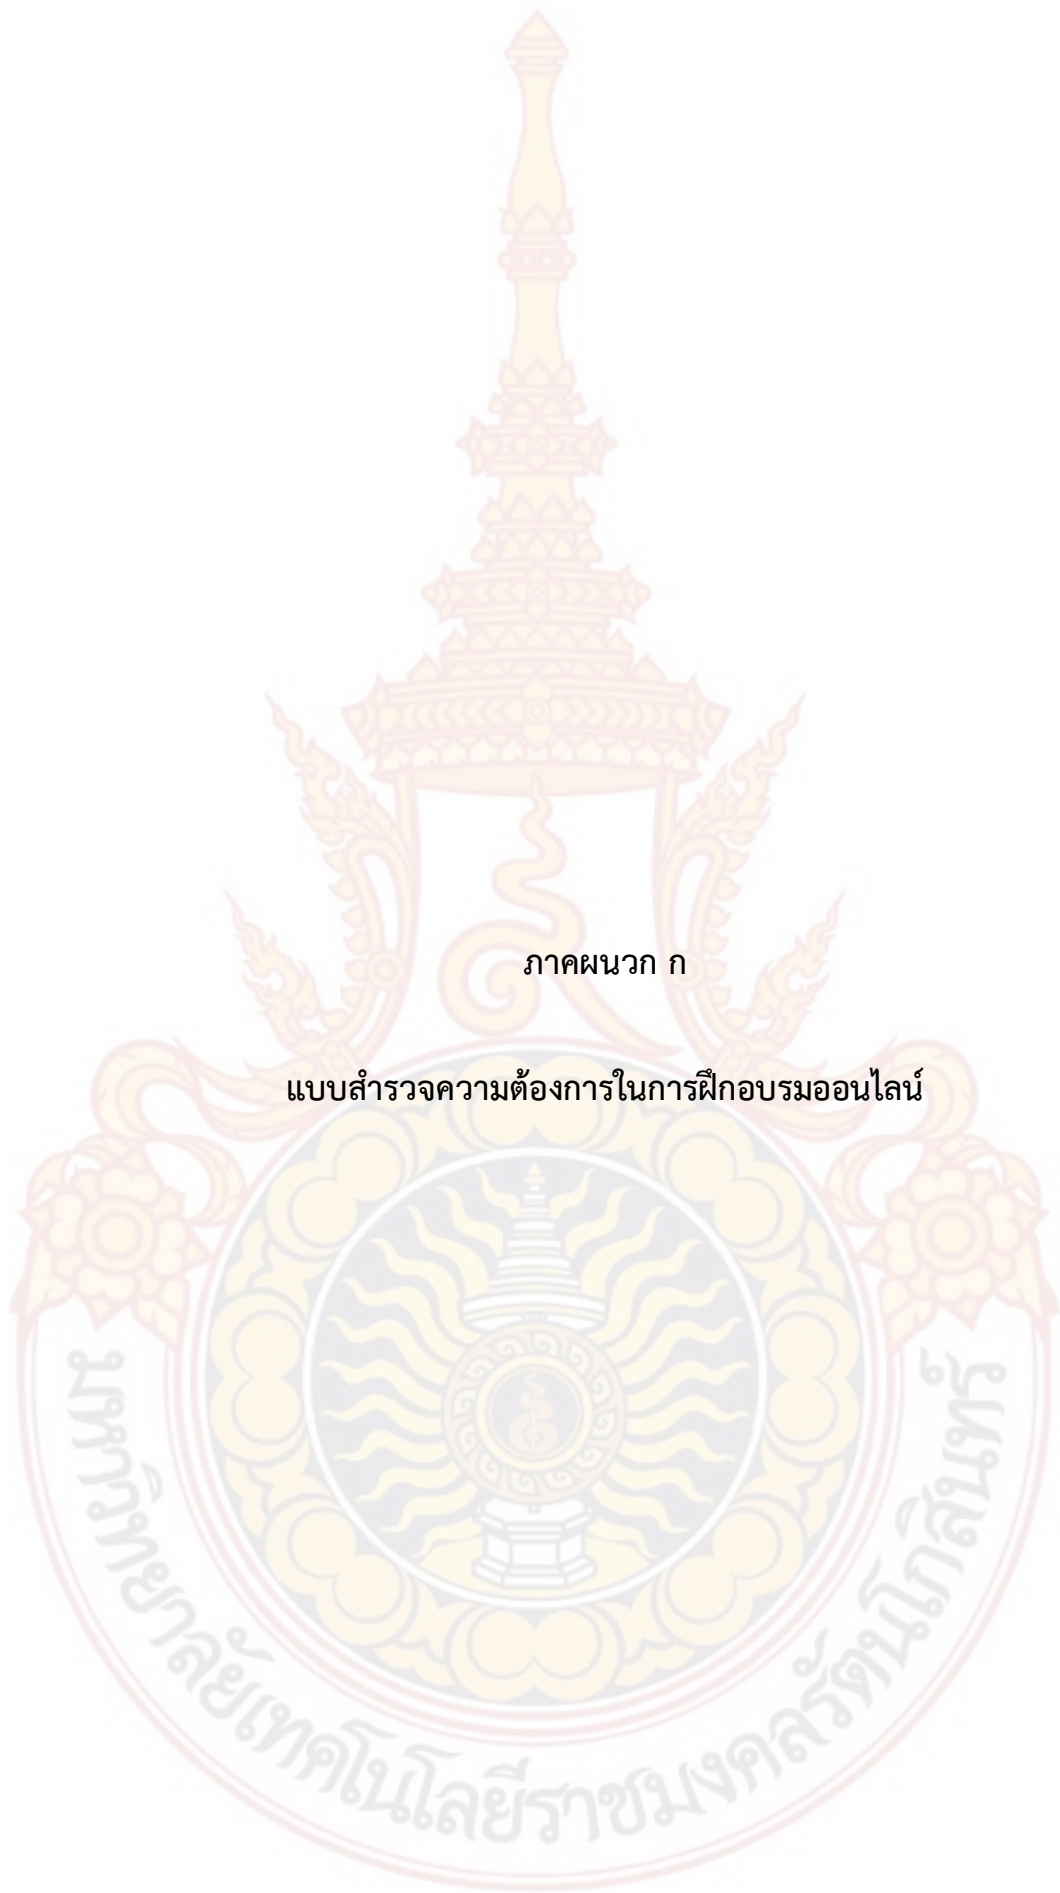 ภาคผนวก ก
แบบสำรวจความต้องการในการฝึกอบรมออนไลน์
มหาวิทยาลัยเทคโนโลยีราชมงคลรัตนโกสินทร์